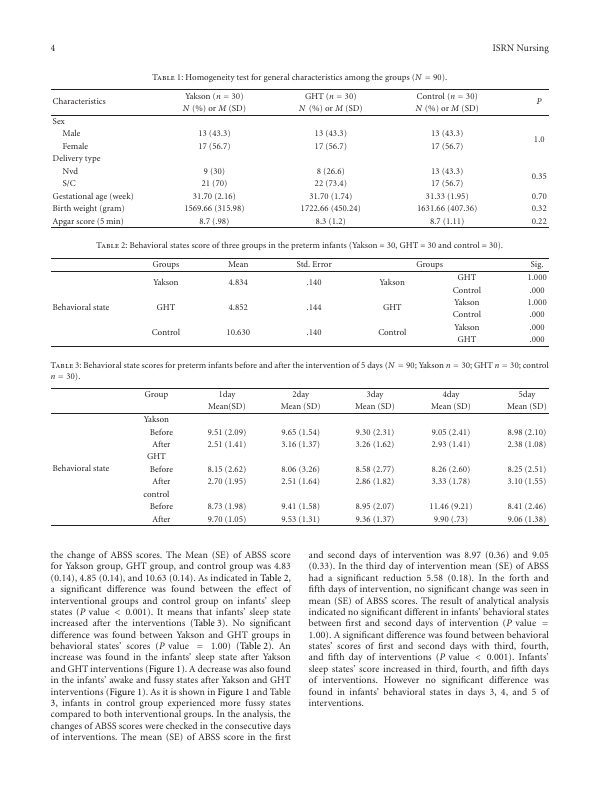 4 ISRN Nursing
Table 1: Homogeneity test for general characteristics among the groups (N = 90).
Characteristics Yakson (n = 30) GHT (n = 30) Control (n = 30) P
N (%) or M (SD) N (%) or M (SD) N (%) or M (SD)
Sex
Male 13 (43.3) 13 (43.3) 13 (43.3) 1.0
Female 17 (56.7) 17 (56.7) 17 (56.7)
Delivery type
Nvd 9 (30) 8 (26.6) 13 (43.3) 0.35
S/C 21 (70) 22 (73.4) 17 (56.7)
Gestational age (week) 31.70 (2.16) 31.70 (1.74) 31.33 (1.95) 0.70
Birth weight (gram) 1569.66 (315.98) 1722.66 (450.24) 1631.66 (407.36) 0.32
Apgar score (5 min) 8.7 (.98) 8.3 (1.2) 8.7 (1.11) 0.22
Table 2: Behavioral states score of three groups in the preterm infants (Yakson = 30, GHT = 30 and control = 30).
Groups Mean Std. Error Groups Sig.
Behavioral state Yakson 4.834 .140 Yakson GHT 1.000
Control .000
GHT 4.852 .144 GHT Yakson 1.000
Control .000
Control 10.630 .140 Control Yakson .000
GHT .000
Table 3: Behavioral state scores for preterm infants before and after the intervention of 5 days (N = 90; Yakson n = 30; GHT n = 30; control
n = 30).
Group 1day 2day 3day 4day 5day
Mean(SD) Mean (SD) Mean (SD) Mean (SD) Mean (SD)
Behavioral state
Yakson
Before 9.51 (2.09) 9.65 (1.54) 9.30 (2.31) 9.05 (2.41) 8.98 (2.10)
After 2.51 (1.41) 3.16 (1.37) 3.26 (1.62) 2.93 (1.41) 2.38 (1.08)
GHT
Before 8.15 (2.62) 8.06 (3.26) 8.58 (2.77) 8.26 (2.60) 8.25 (2.51)
After 2.70 (1.95) 2.51 (1.64) 2.86 (1.82) 3.33 (1.78) 3.10 (1.55)
control
Before 8.73 (1.98) 9.41 (1.58) 8.95 (2.07) 11.46 (9.21) 8.41 (2.46)
After 9.70 (1.05) 9.53 (1.31) 9.36 (1.37) 9.90 (.73) 9.06 (1.38)
the change of ABSS scores. The Mean (SE) of ABSS score
for Yakson group, GHT group, and control group was 4.83
(0.14), 4.85 (0.14), and 10.63 (0.14). As indicated in Table 2,
a significant difference was found between the effect of
interventional groups and control group on infants' sleep
states (P value < 0.001). It means that infants' sleep state
increased after the interventions (Table 3). No significant
difference was found between Yakson and GHT groups in
behavioral states' scores (P value = 1.00) (Table 2). An
increase was found in the infants' sleep state after Yakson
and GHT interventions (Figure 1). A decrease was also found
in the infants' awake and fussy states after Yakson and GHT
interventions (Figure 1). As it is shown in Figure 1 and Table
3, infants in control group experienced more fussy states
compared to both interventional groups. In the analysis, the
changes of ABSS scores were checked in the consecutive days
of interventions. The mean (SE) of ABSS score in the first
and second days of intervention was 8.97 (0.36) and 9.05
(0.33). In the third day of intervention mean (SE) of ABSS
had a significant reduction 5.58 (0.18). In the forth and
fifth days of intervention, no significant change was seen in
mean (SE) of ABSS scores. The result of analytical analysis
indicated no significant different in infants' behavioral states
between first and second days of intervention (P value =
1.00). A significant difference was found between behavioral
states' scores of first and second days with third, fourth,
and fifth day of interventions (P value < 0.001). Infants'
sleep states' score increased in third, fourth, and fifth days
of interventions. However no significant difference was
found in infants' behavioral states in days 3, 4, and 5 of
interventions.